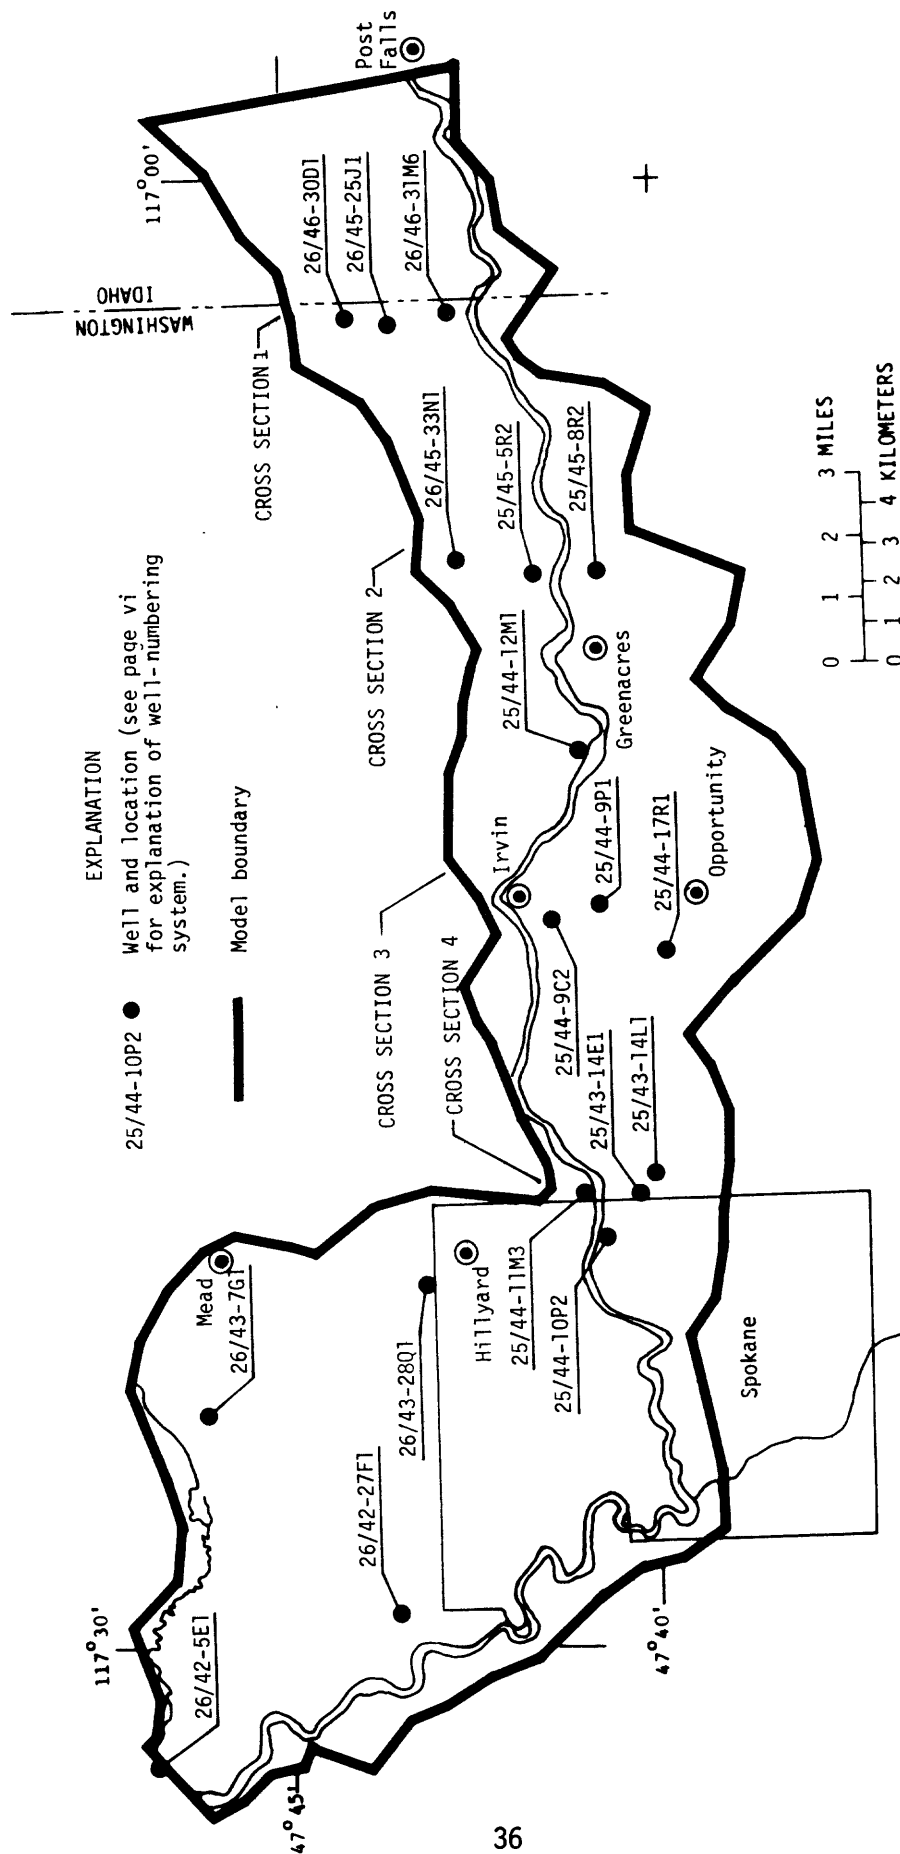 EXPLANATION
25/44-10P2
Well and location (see page vi
for explanation of well-numbering
system.)
Model boundary
117°30'
117°00'
47°45'
47°40'
WASHINGTON
IDAHO
CROSS SECTION 1
CROSS SECTION 2
CROSS SECTION 3
CROSS SECTION 4
Post
Falls
26/46-30D1
26/45-25J1
26/46-31M6
26/45-33N1
25/45-5R2
25/45-8R2
25/44-12M1
Greenacres
Irvin
25/44-9P1
25/44-17R1
Opportunity
25/44-9C2
25/43-14E1
25/43-14L1
Mead
26/43-7G1
26/43-28Q1
Hillyard
25/44-11M3
25/44-10P2
Spokane
26/42-27F1
26/42-5E1
0 1 2 3 MILES
0 1 2 3 4 KILOMETERS
36